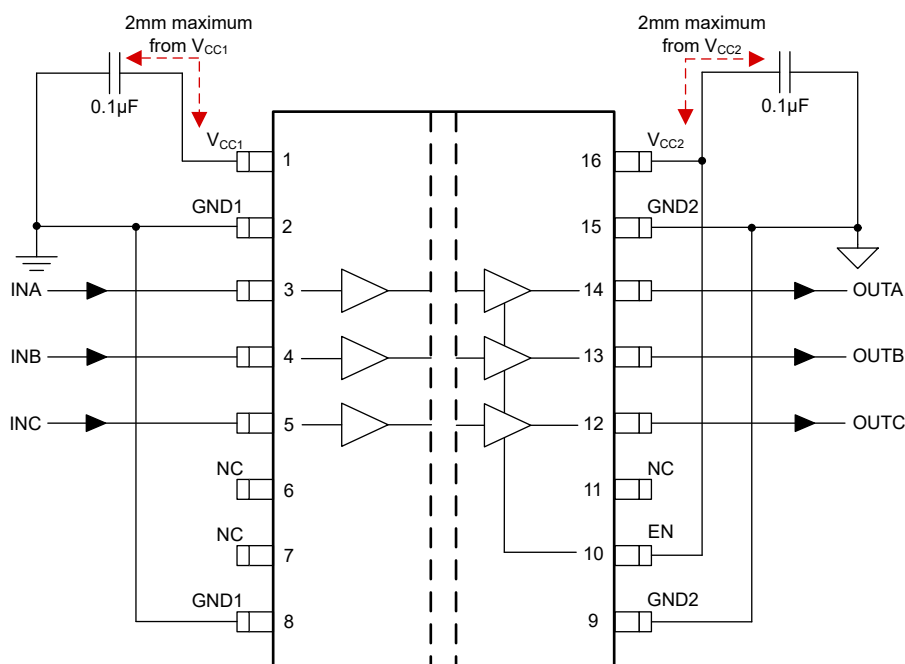 2mm maximum
from VCC1
2mm maximum
from VCC2
0.1µF
0.1µF
VCC1
1
16
VCC2
GND1
2
15
GND2
INA
3
14
OUTA
INB
4
13
OUTB
INC
5
12
OUTC
NC
6
11
NC
NC
7
10
EN
GND1
8
9
GND2